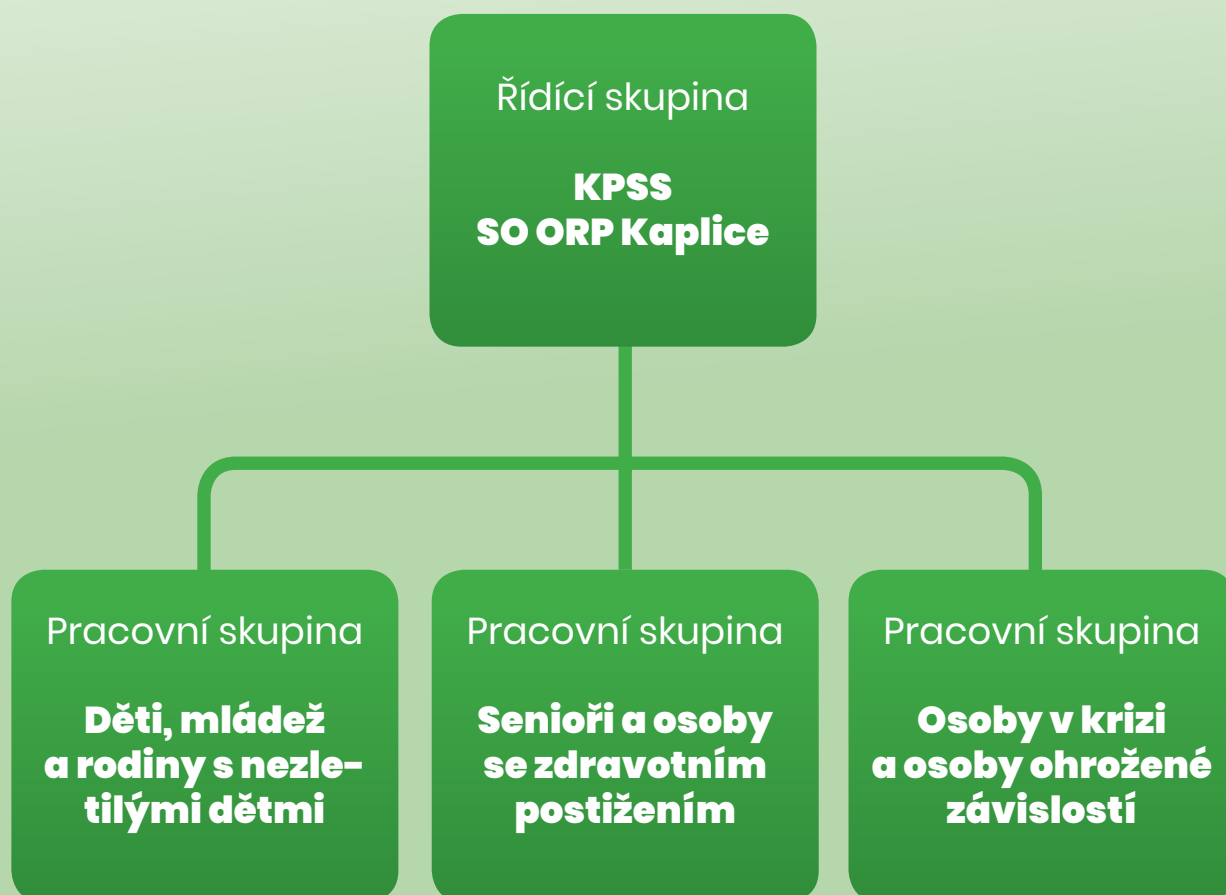 Řídící skupina
KPSS
SO ORP Kaplice
Pracovní skupina
Děti, mládež
a rodiny s nezle-
tilými dětmi
Pracovní skupina
Senioři a osoby
se zdravotním
postižením
Pracovní skupina
Osoby v krizi
a osoby ohrožené
závislostí